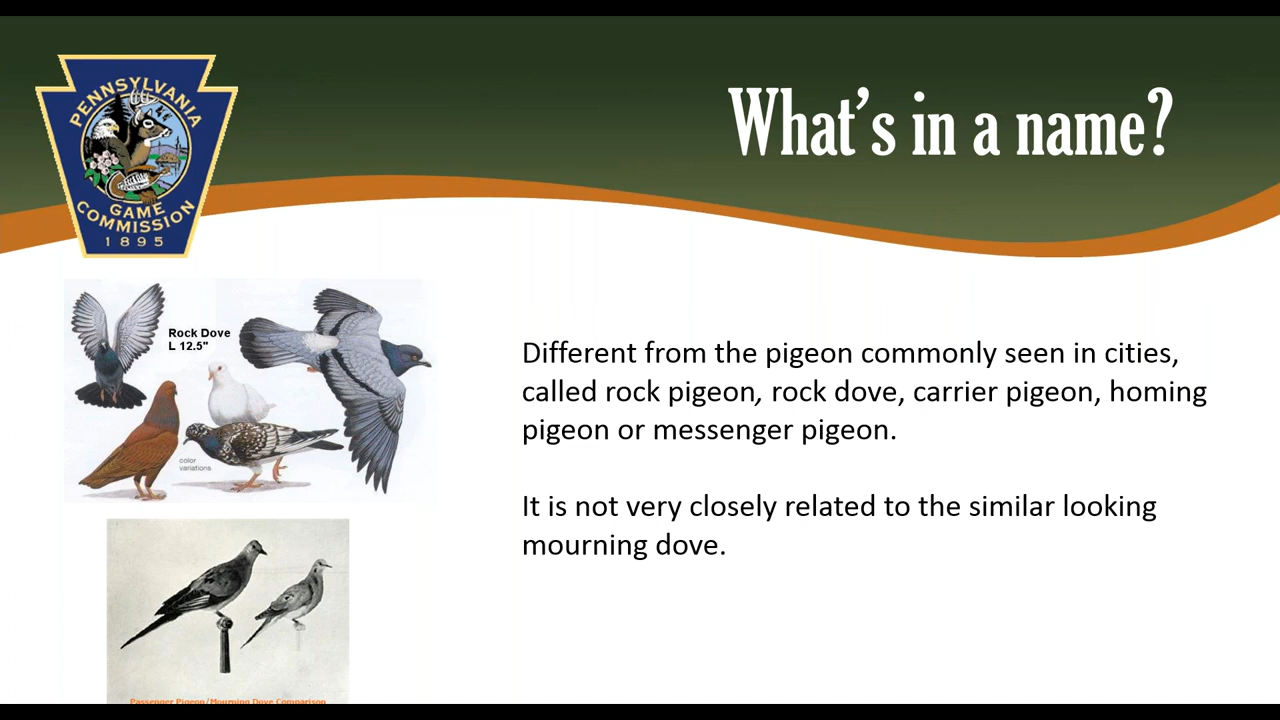 PENNSYLVANIA
GAME
COMMISSION
1895
What's in a name?
Rock Dove
L 12.5"
color
variations
Different from the pigeon commonly seen in cities,
called rock pigeon, rock dove, carrier pigeon, homing
pigeon or messenger pigeon.
It is not very closely related to the similar looking
mourning dove.
Passenger Pigeon/Mourning Dove Comparison